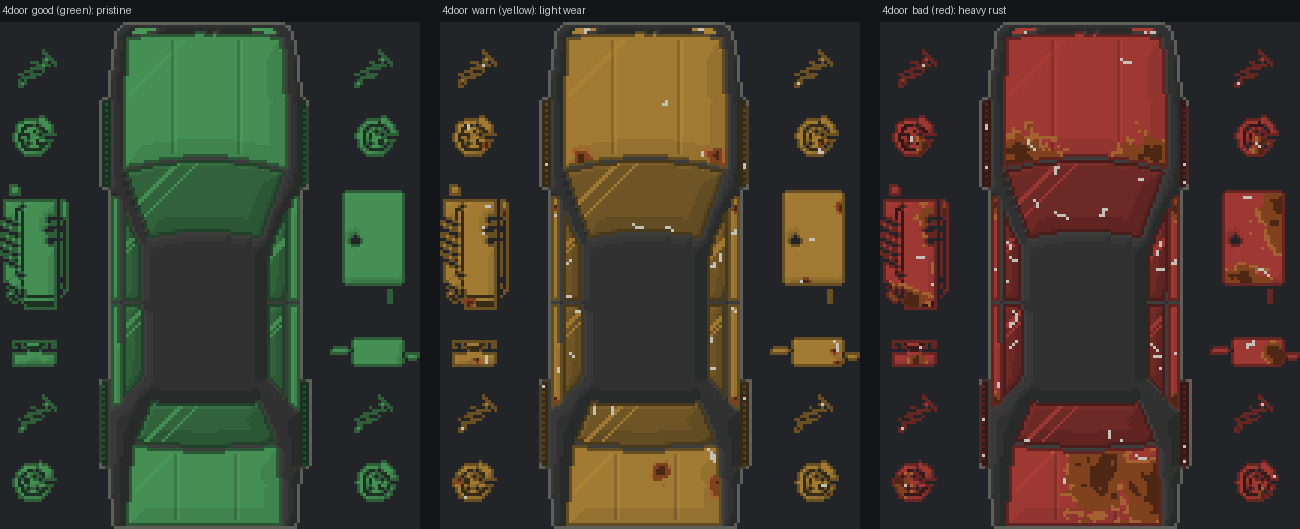 4door good (green): pristine
4door warn (yellow): light wear
4door bad (red): heavy rust